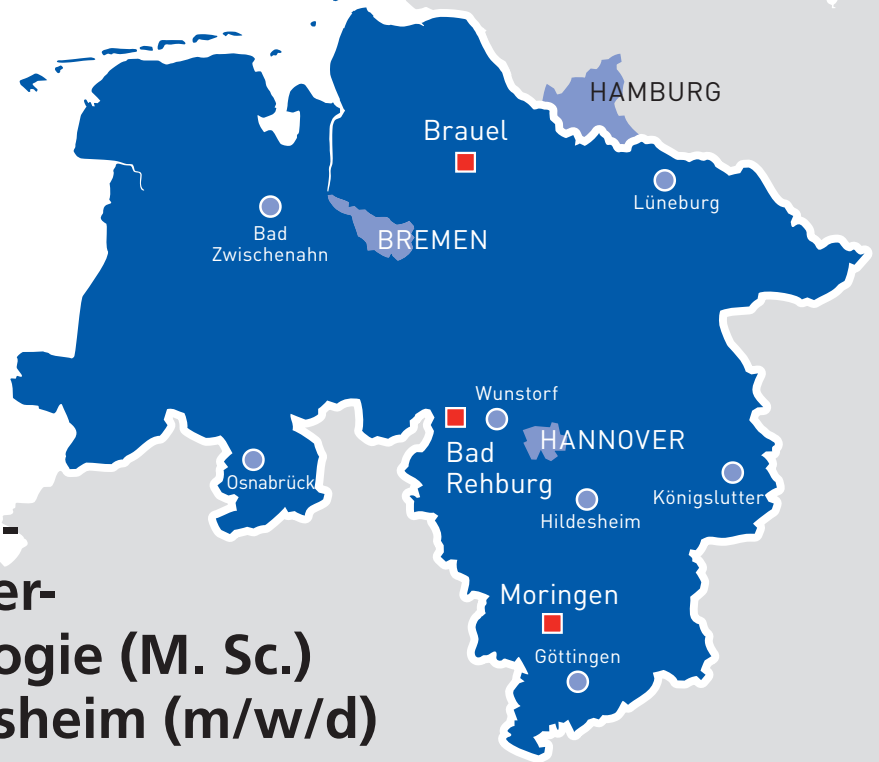 HAMBURG
Brauel
Lüneburg
Bad
Zwischenahn
BREMEN
Wunstorf
HANNOVER
Bad
Rehburg
Osnabrück
Königslutter
Hildesheim
-
er-
ogie (M. Sc.)
sheim (m/w/d)
Moringen
Göttingen